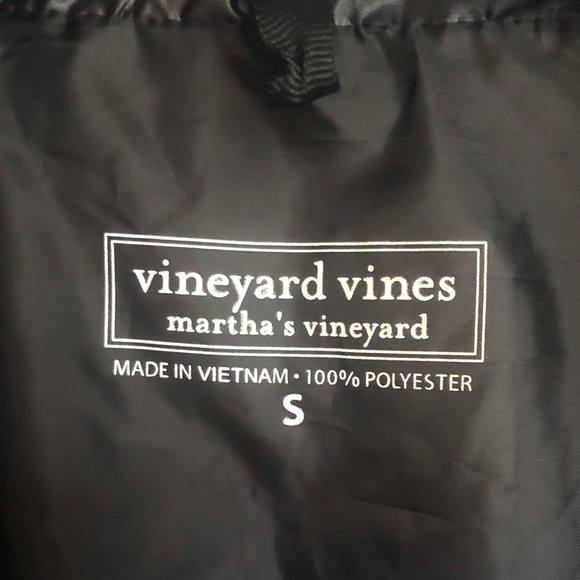 vineyard vines
martha's vineyard
MADE IN VIETNAM • 100% POLYESTER
S